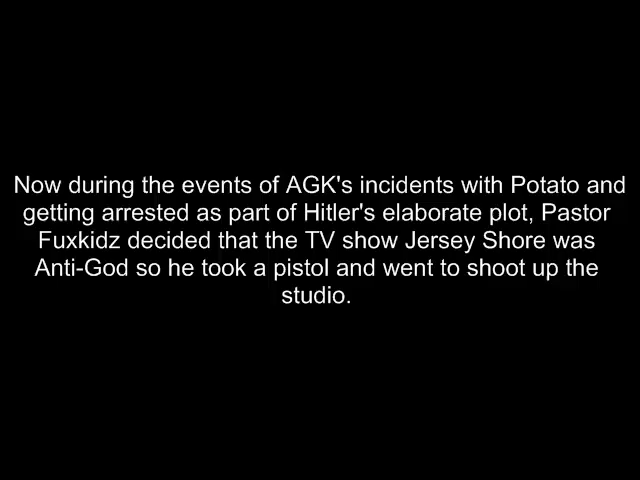 Now during the events of AGK's incidents with Potato and
getting arrested as part of Hitler's elaborate plot, Pastor
Fuxkidz decided that the TV show Jersey Shore was
Anti-God so he took a pistol and went to shoot up the
studio.